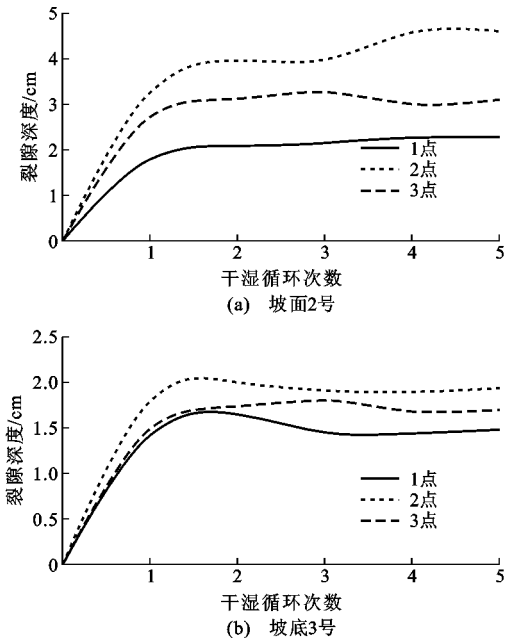 5
4
3
2
1
0
裂隙深度/cm
1点
2点
3点
1 2 3 4 5
干湿循环次数
(a) 坡面2号
2.5
2.0
1.5
1.0
0.5
0
裂隙深度/cm
1点
2点
3点
1 2 3 4 5
干湿循环次数
(b) 坡底3号